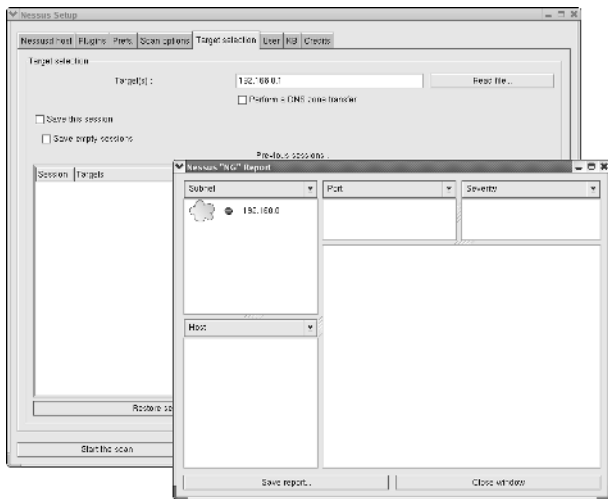 Nessus Setup
Nessusd host Plugins Prefs. Scan options Target selection User KB Credits
Target selection
Target(s) : 192.168.0.1 Read file...
Perform a DNS zone transfer
Save this session
Save empty sessions
Previous sessions :
Session Targets
Restore se
Start the scan
Nessus "NG" Report
Subnet Port Severity
192.168.0
Host
Save report... Close window